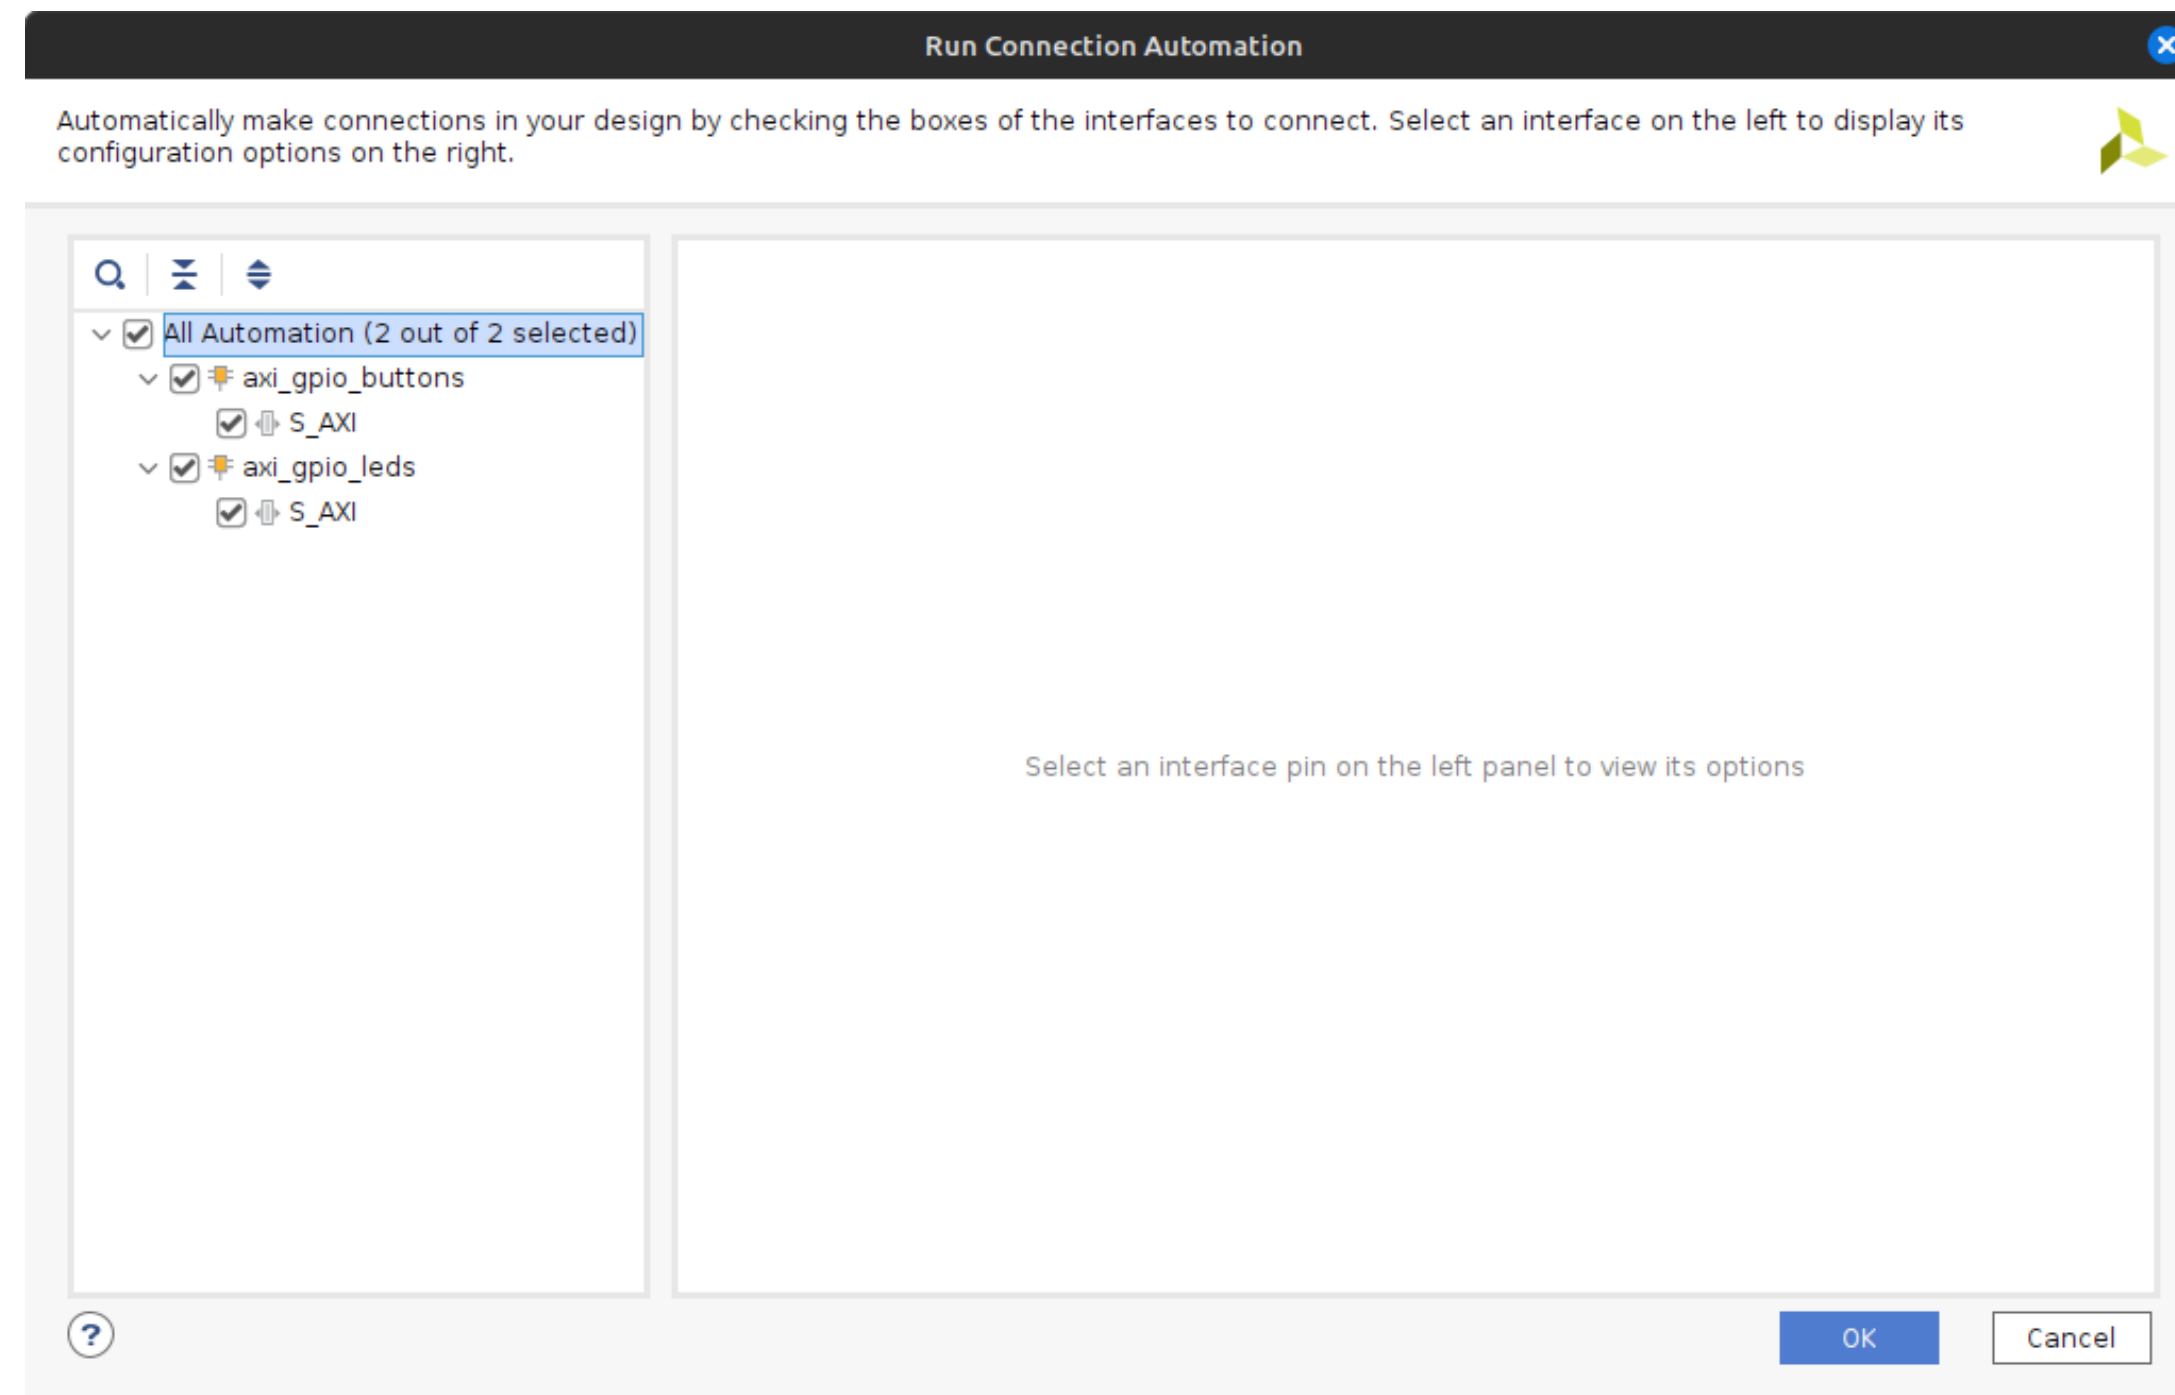 Run Connection Automation
Automatically make connections in your design by checking the boxes of the interfaces to connect. Select an interface on the left to display its
configuration options on the right.
All Automation (2 out of 2 selected)
axi_gpio_buttons
S_AXI
axi_gpio_leds
S_AXI
Select an interface pin on the left panel to view its options
?
OK
Cancel